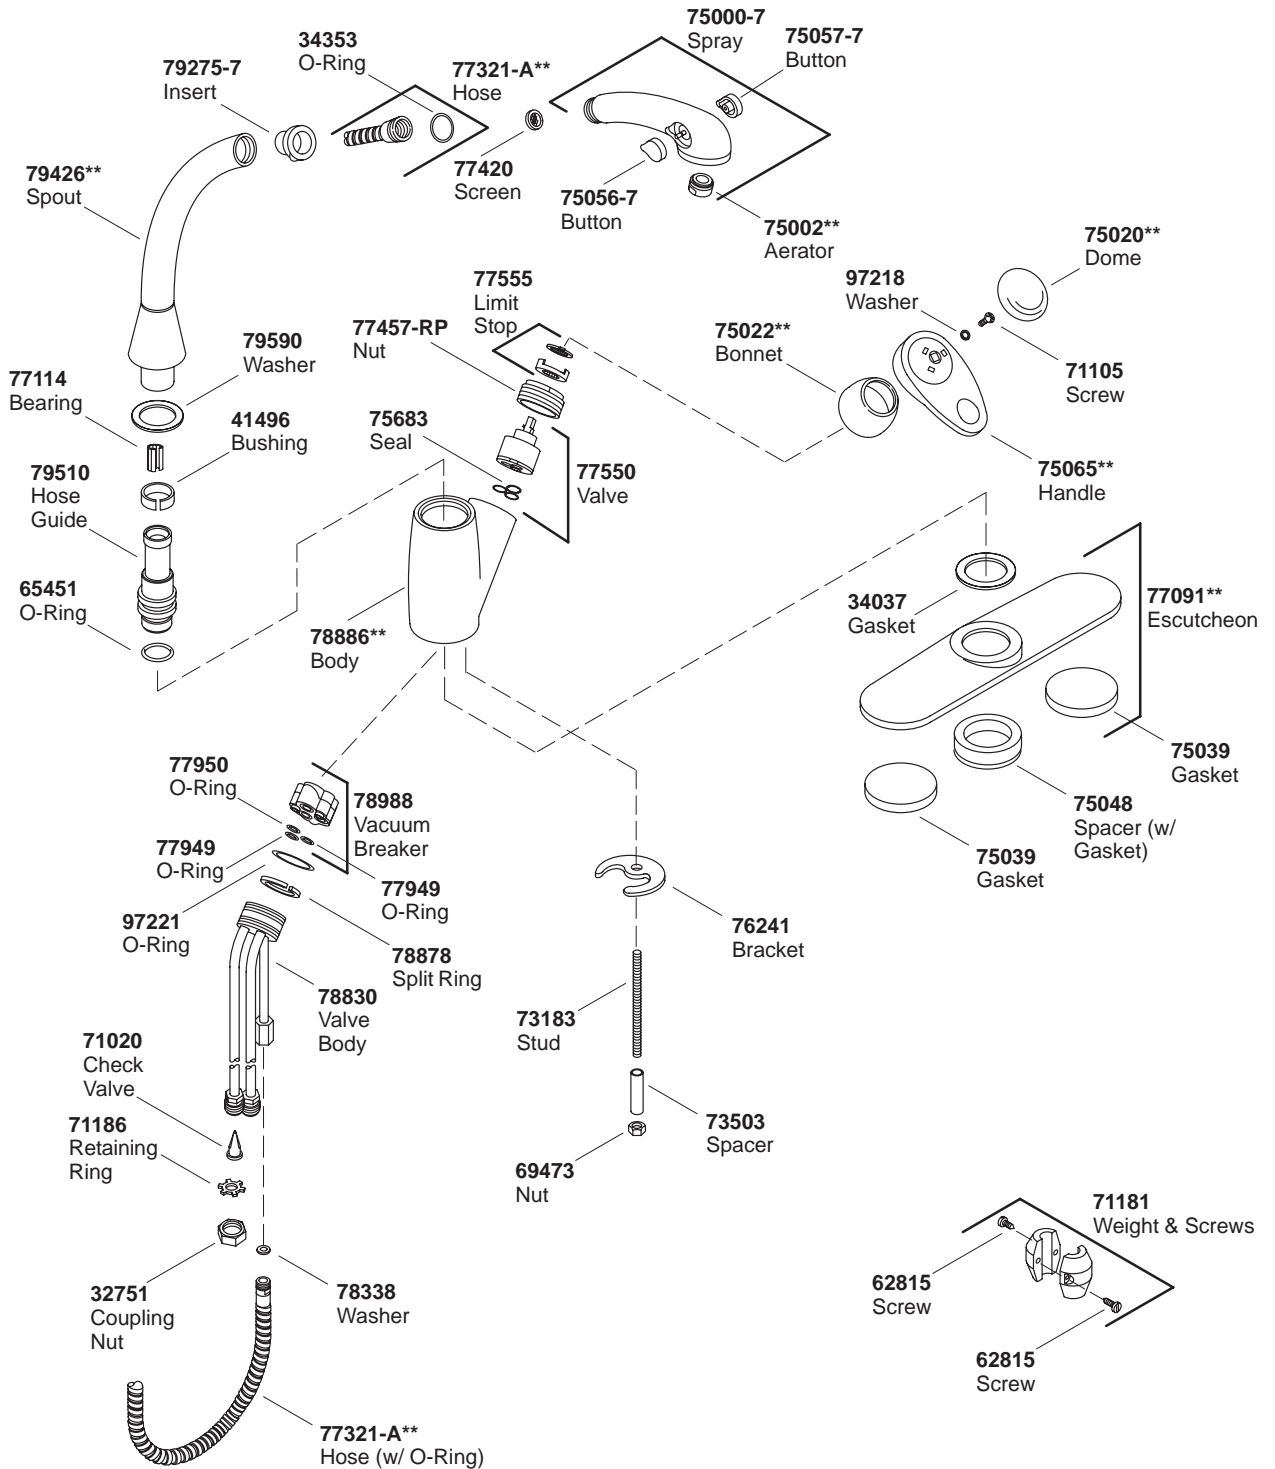 75000-7
Spray
75057-7
Button
34353
O-Ring
79275-7
Insert
77321-A**
Hose
79426**
Spout
77420
Screen
75056-7
Button
75002**
Aerator
75020**
Dome
97218
Washer
77555
Limit
Stop
77457-RP
Nut
75022**
Bonnet
79590
Washer
71105
Screw
77114
Bearing
41496
Bushing
75683
Seal
77550
Valve
79510
Hose
Guide
75065**
Handle
65451
O-Ring
34037
Gasket
77091**
Escutcheon
78886**
Body
75039
Gasket
77950
O-Ring
78988
Vacuum
Breaker
75048
Spacer (w/
Gasket)
77949
O-Ring
75039
Gasket
77949
O-Ring
97221
O-Ring
76241
Bracket
78878
Split Ring
78830
Valve
Body
73183
Stud
71020
Check
Valve
71186
Retaining
Ring
73503
Spacer
69473
Nut
71181
Weight & Screws
32751
Coupling
Nut
78338
Washer
62815
Screw
62815
Screw
77321-A**
Hose (w/ O-Ring)